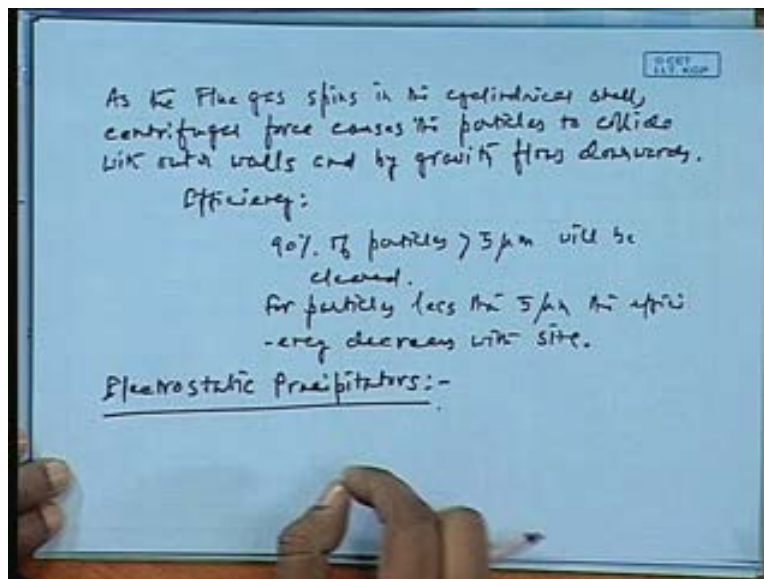 O CET
I.I.T. KGP
As the Flue gas spins in the cylindrical shell,
centrifugal force causes the particles to collide
with outer walls and by gravity flows downwards.
Efficiency:
90% of particles > 5 μm will be
cleaned.
for particles less than 5 μm the effici
-ency decreases with size.
Electrostatic Precipitators:-